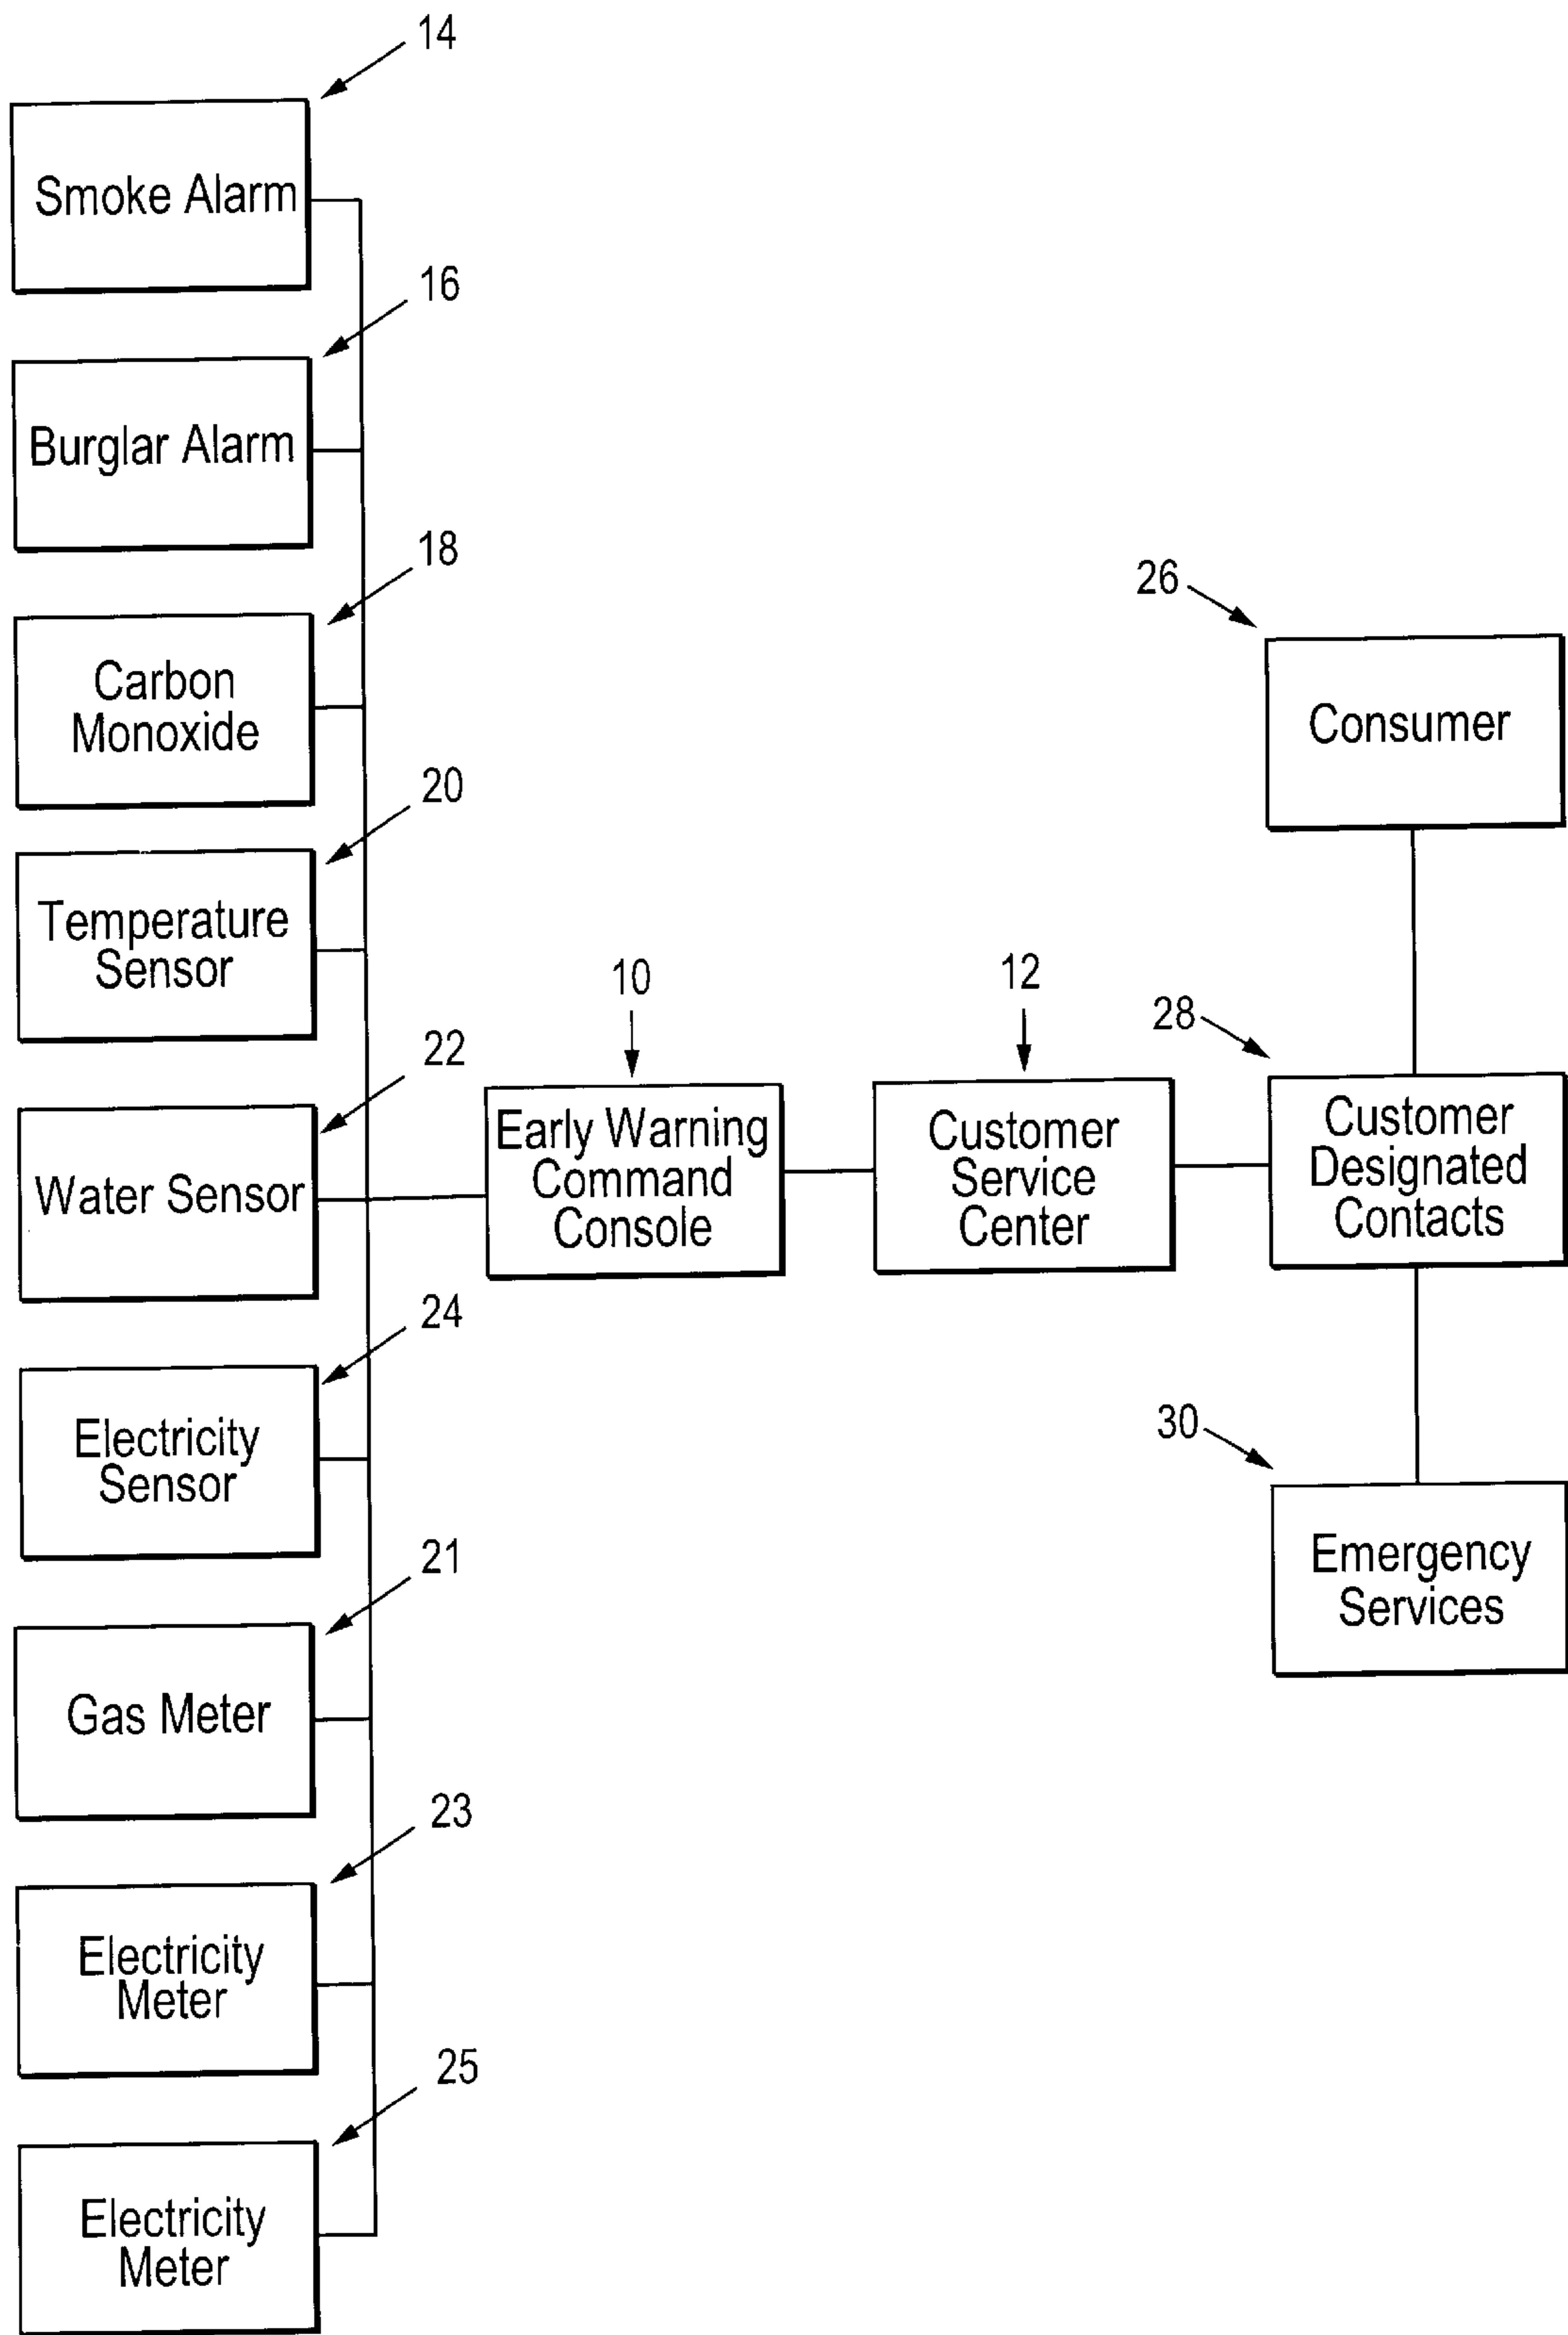 14
Smoke Alarm
16
Burglar Alarm
18
Carbon
Monoxide
20
Temperature
Sensor
22
Water Sensor
24
Electricity
Sensor
21
Gas Meter
23
Electricity
Meter
25
Electricity
Meter
10
Early Warning
Command
Console
12
Customer
Service
Center
26
Consumer
28
Customer
Designated
Contacts
30
Emergency
Services